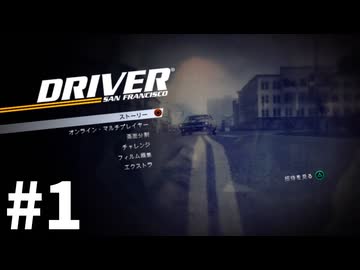 DRIVER®
SAN FRANCISCO
ストーリー
オンライン・マルチプレイヤー
画面分割
チャレンジ
フィルム撮影
エクストラ
招待を見る
#1